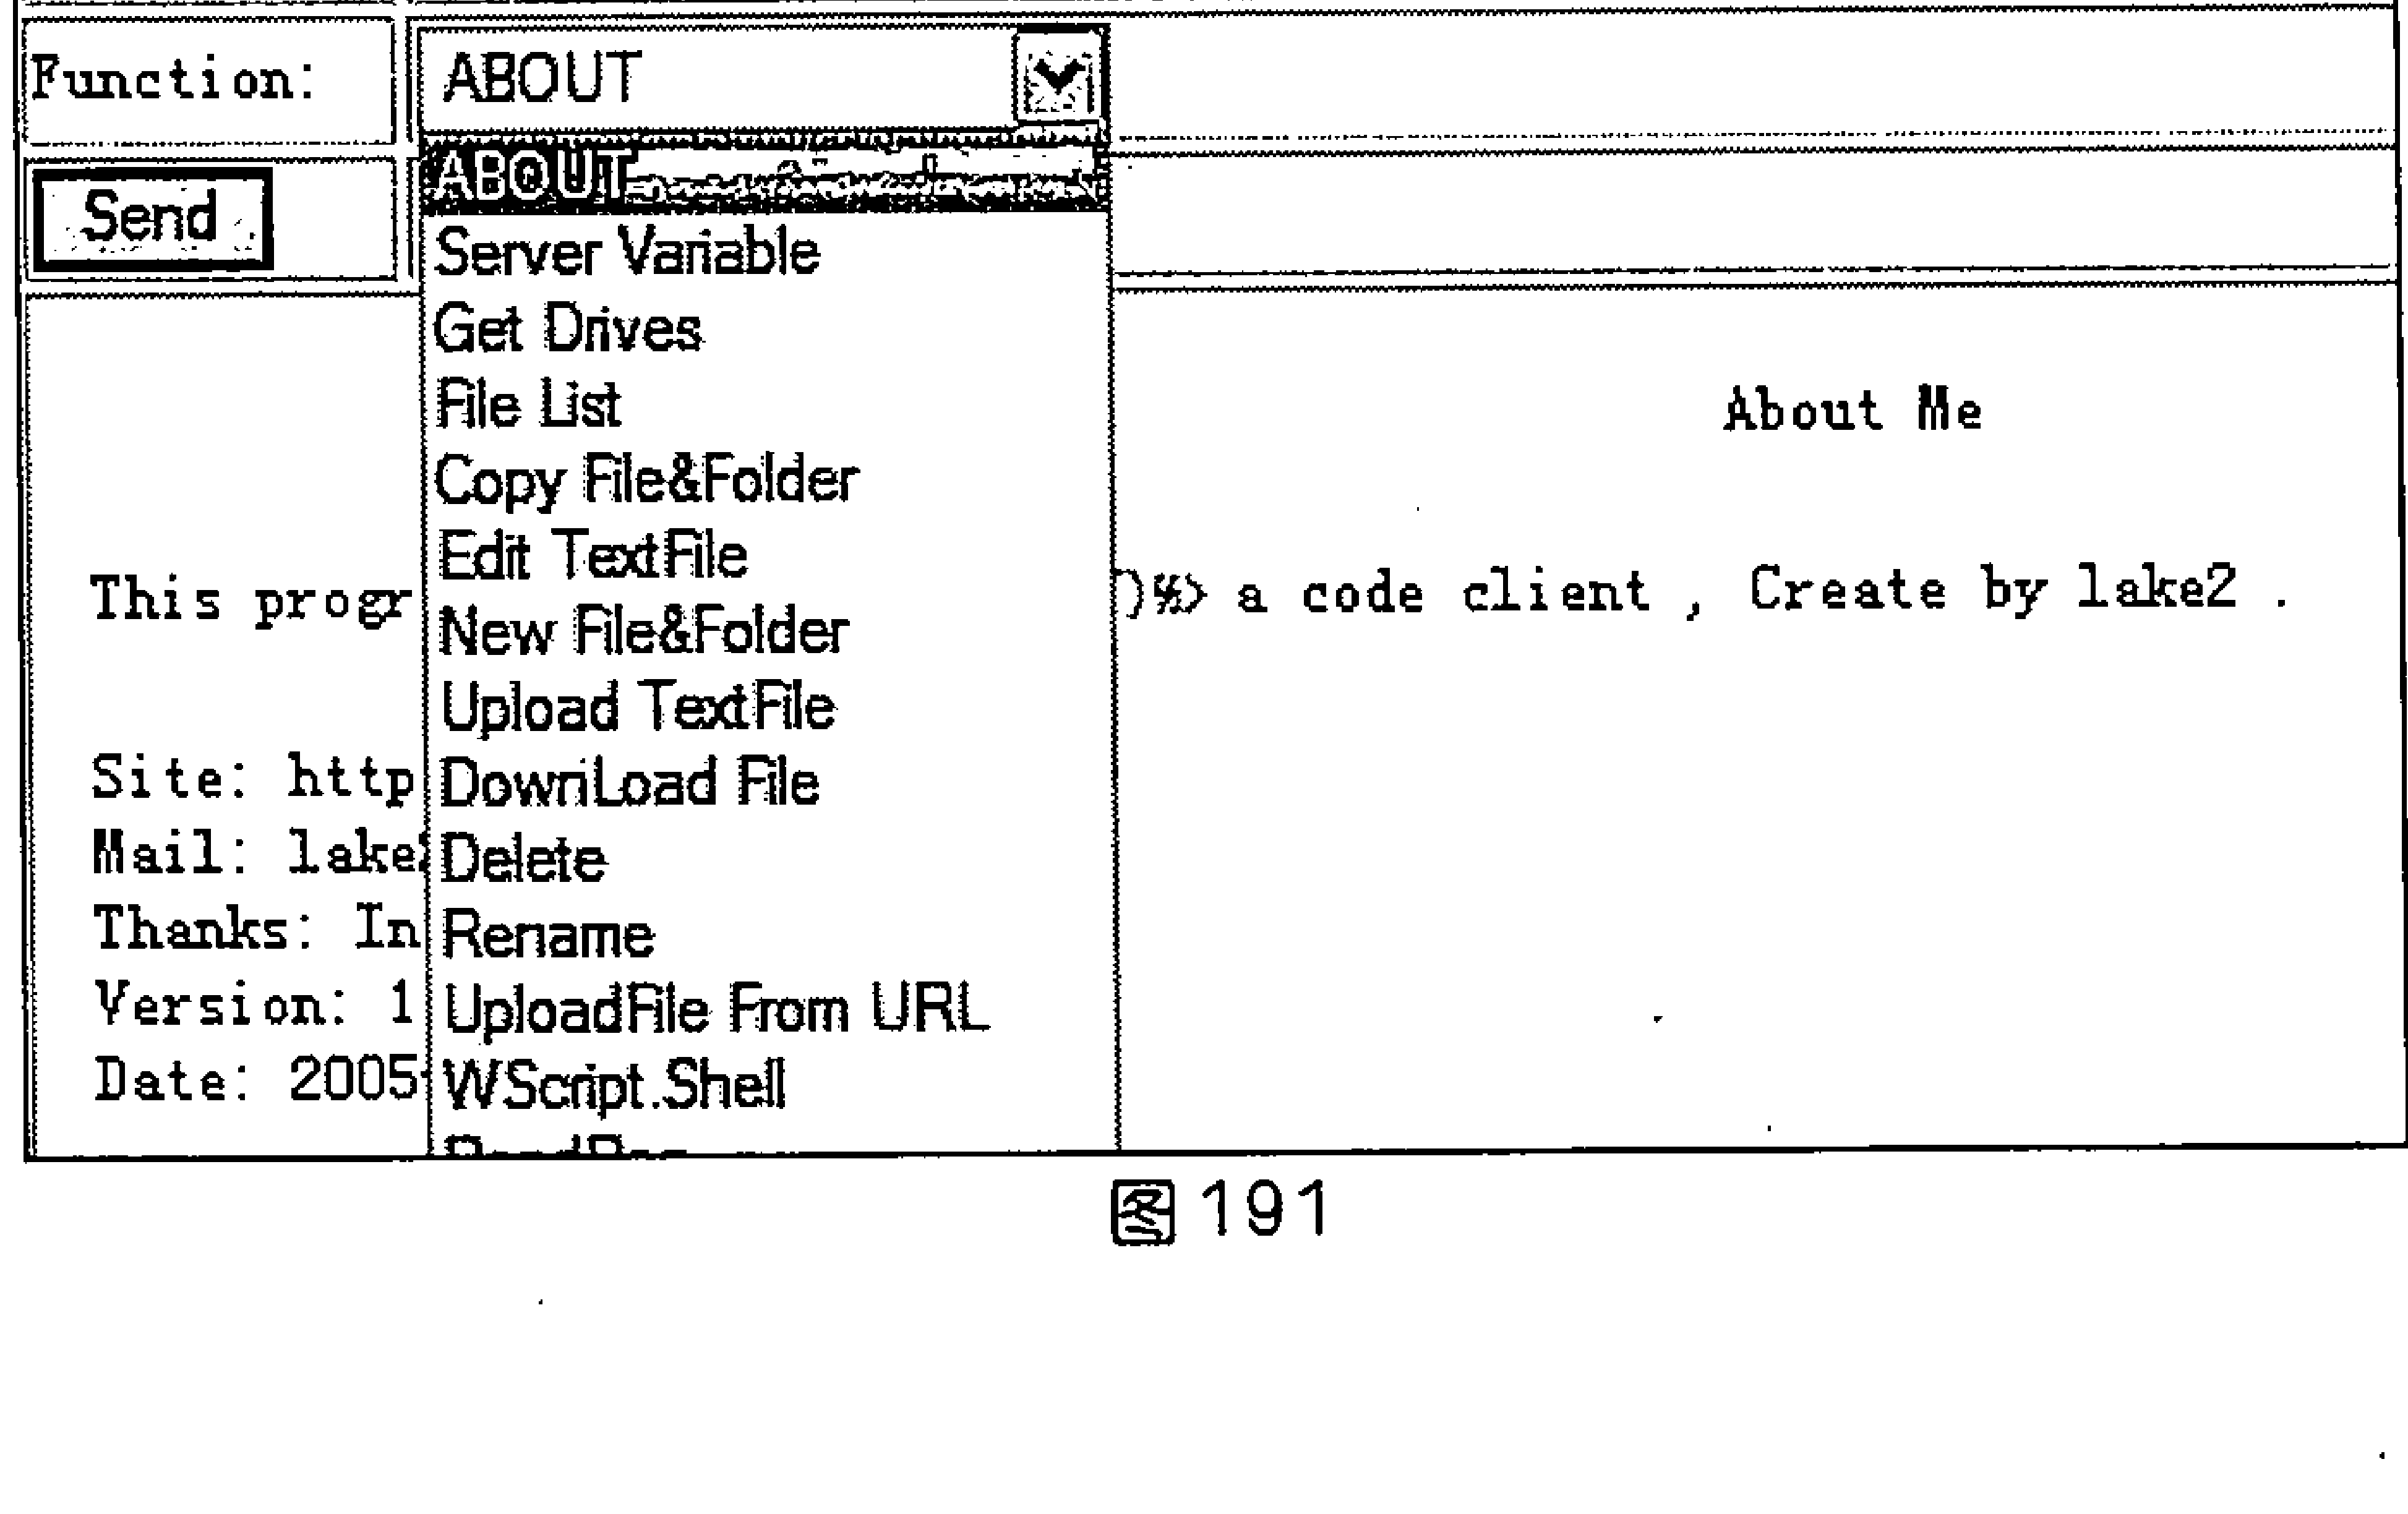 Function:
ABOUT
Send
ABOUT
Server Variable
Get Drives
File List
Copy File&Folder
Edit TextFile
New File&Folder
Upload TextFile
DownLoad File
Delete
Rename
UploadFile From URL
WScript.Shell
About Me
This progr
)%> a code client , Create by lake2 .
Site: http
Mail: lake
Thanks: In
Version: 1
Date: 2005
图 191